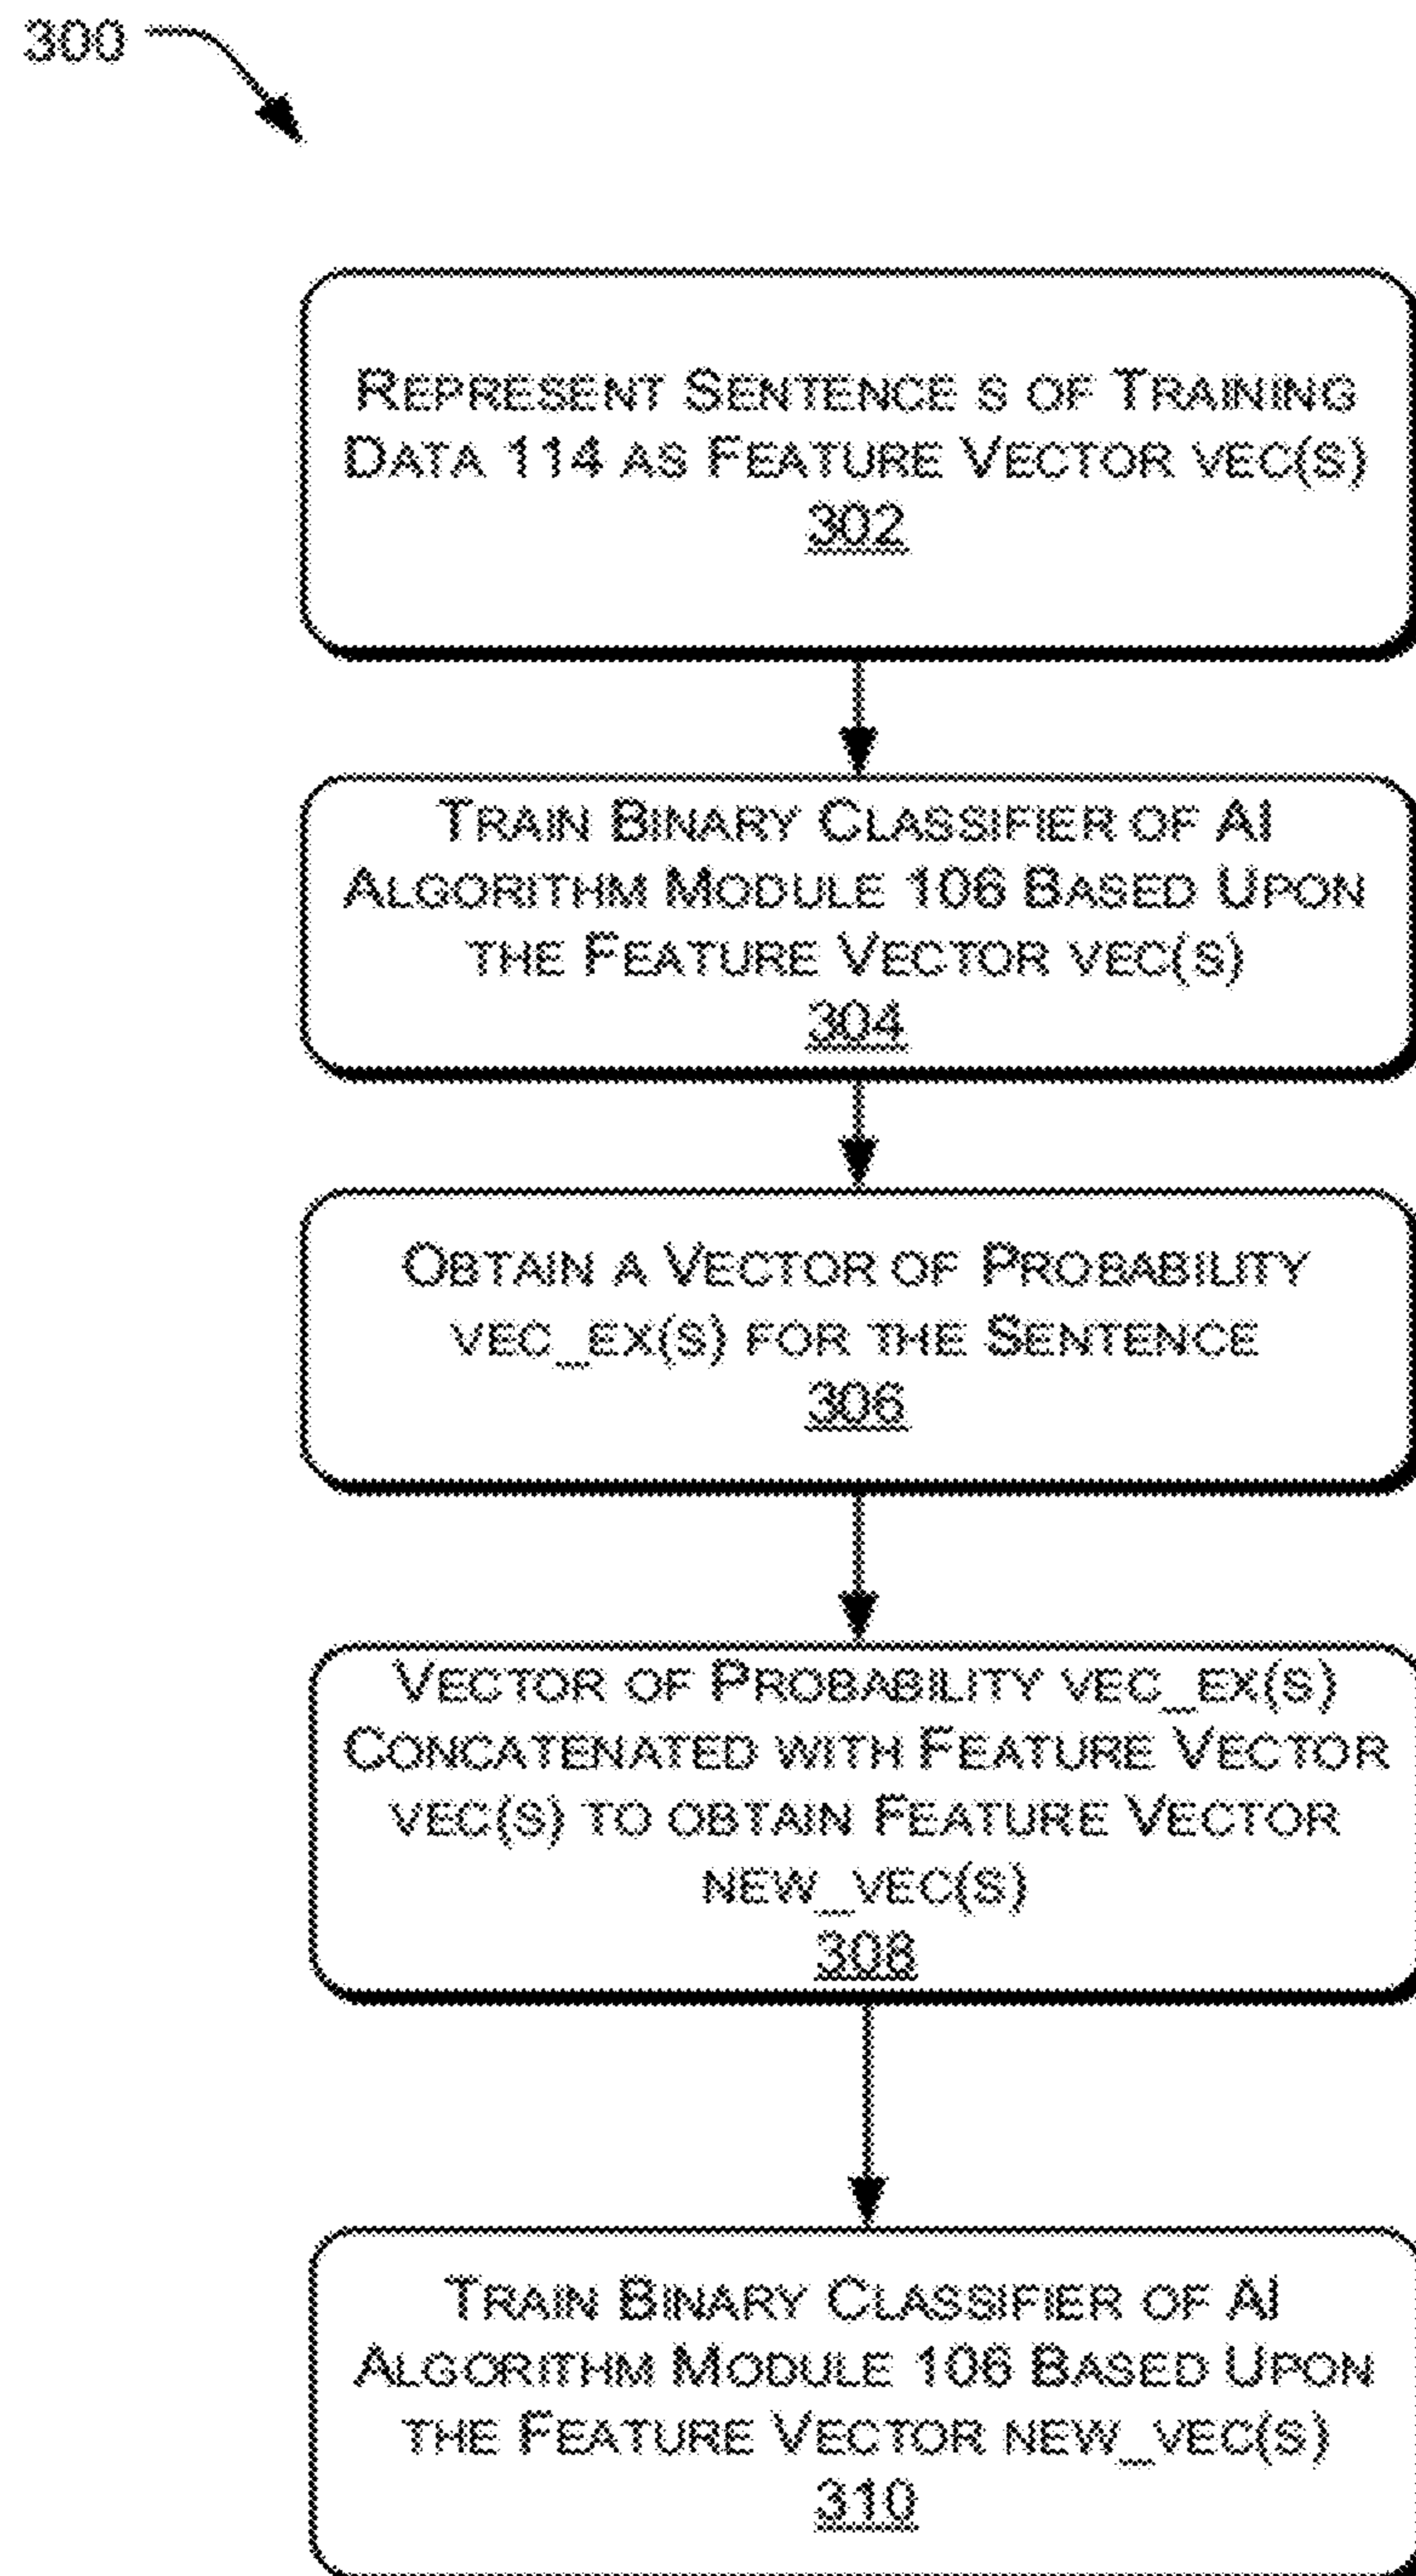 300
REPRESENT SENTENCE S OF TRAINING
DATA 114 AS FEATURE VECTOR VEC(S)
302
TRAIN BINARY CLASSIFIER OF AI
ALGORITHM MODULE 106 BASED UPON
THE FEATURE VECTOR VEC(S)
304
OBTAIN A VECTOR OF PROBABILITY
VEC_EX(S) FOR THE SENTENCE
306
VECTOR OF PROBABILITY VEC_EX(S)
CONCATENATED WITH FEATURE VECTOR
VEC(S) TO OBTAIN FEATURE VECTOR
NEW_VEC(S)
308
TRAIN BINARY CLASSIFIER OF AI
ALGORITHM MODULE 106 BASED UPON
THE FEATURE VECTOR NEW_VEC(S)
310